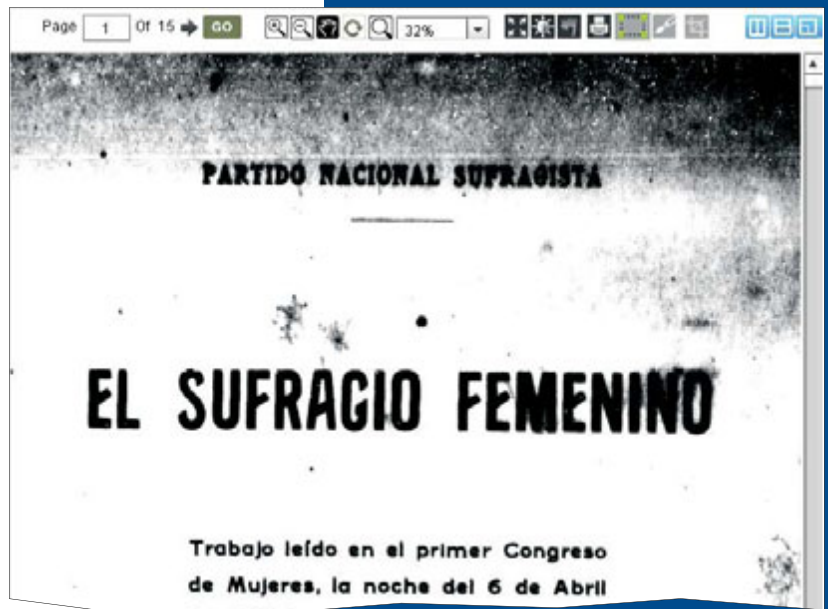 Page 1 Of 15 GO 32%
PARTIDO NACIONAL SUFRAGISTA
EL SUFRAGIO FEMENINO
Trabajo leído en el primer Congreso
de Mujeres, la noche del 6 de Abril